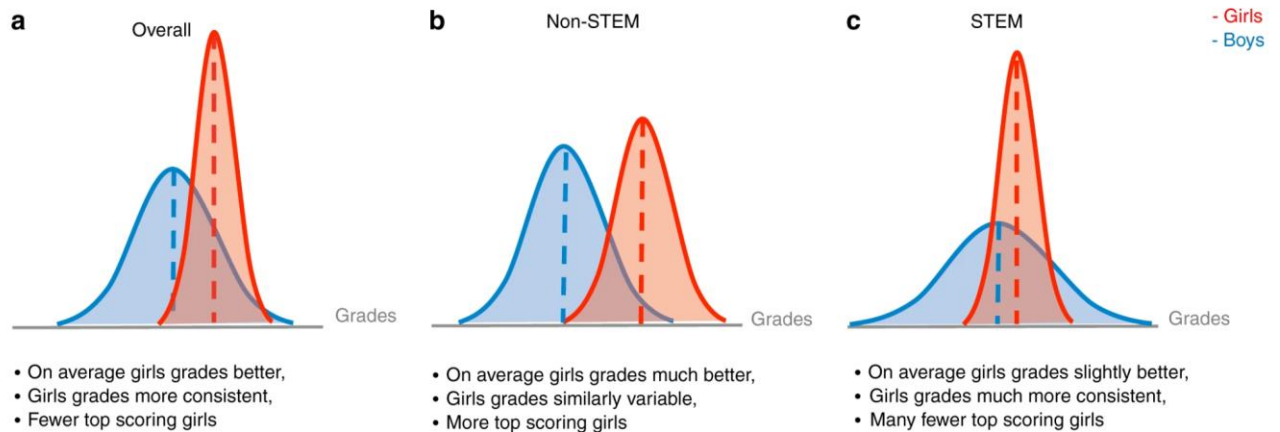 a
Overall
Grades
• On average girls grades better,
• Girls grades more consistent,
• Fewer top scoring girls
b
Non-STEM
Grades
• On average girls grades much better,
• Girls grades similarly variable,
• More top scoring girls
c
STEM
Grades
• On average girls grades slightly better,
• Girls grades much more consistent,
• Many fewer top scoring girls
- Girls
- Boys